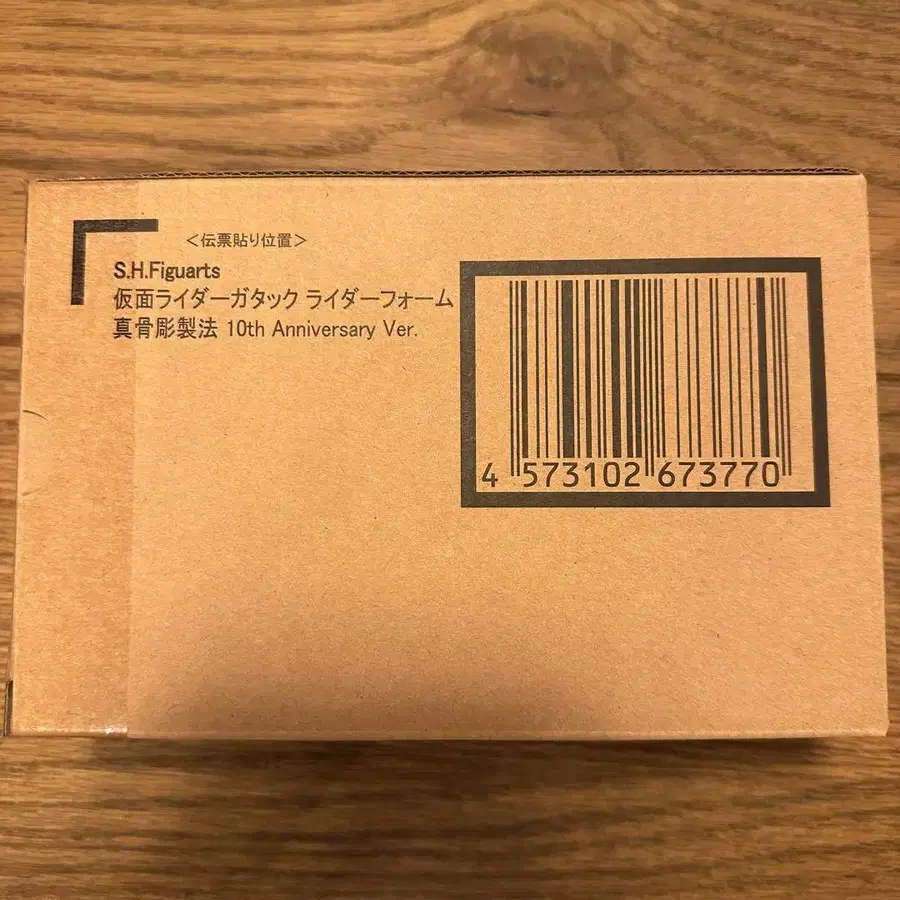 ＜伝票貼り位置＞
S.H.Figuarts
仮面ライダーガタック ライダーフォーム
真骨彫製法 10th Anniversary Ver.
4 573102 673770